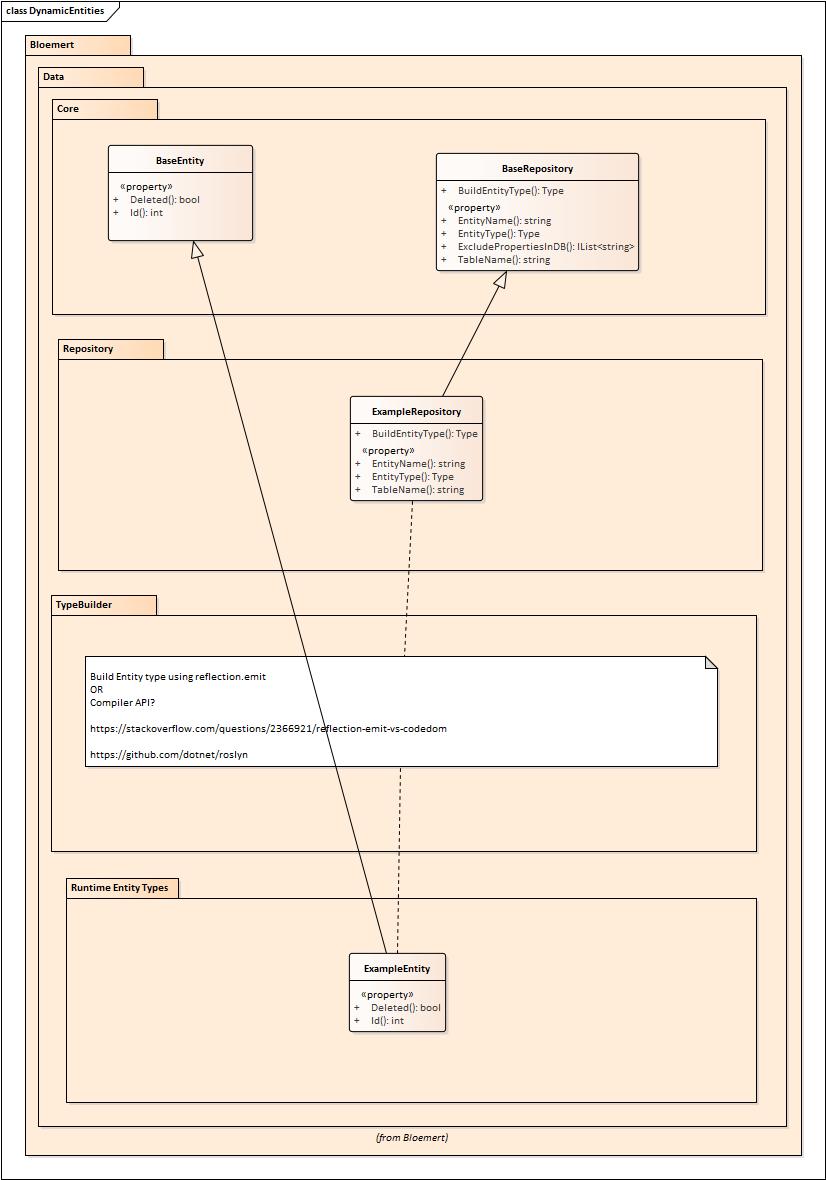 class DynamicEntities
Bloemert
Data
Core
BaseEntity
«property»
+ Deleted(): bool
+ Id(): int
BaseRepository
+ BuildEntityType(): Type
«property»
+ EntityName(): string
+ EntityType(): Type
+ ExcludePropertiesInDB(): IList<string>
+ TableName(): string
Repository
ExampleRepository
+ BuildEntityType(): Type
«property»
+ EntityName(): string
+ EntityType(): Type
+ TableName(): string
TypeBuilder
Build Entity type using reflection.emit
OR
Compiler API?
https://stackoverflow.com/questions/2366921/reflection-emit-vs-codedom
https://github.com/dotnet/roslyn
Runtime Entity Types
ExampleEntity
«property»
+ Deleted(): bool
+ Id(): int
(from Bloemert)